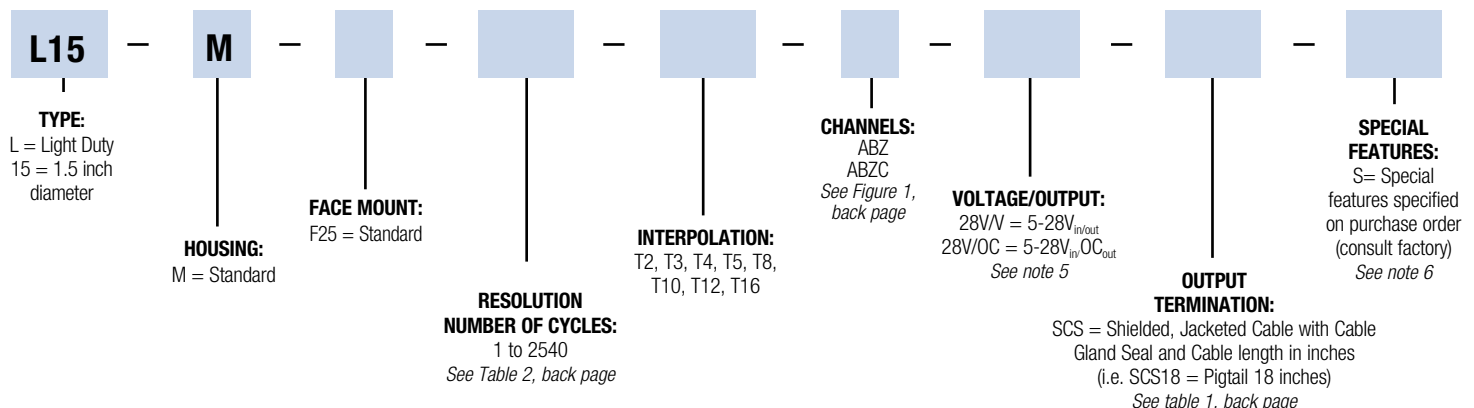 L15 – M – – – – – – –
TYPE:
L = Light Duty
15 = 1.5 inch
diameter
HOUSING:
M = Standard
FACE MOUNT:
F25 = Standard
RESOLUTION
NUMBER OF CYCLES:
1 to 2540
See Table 2, back page
INTERPOLATION:
T2, T3, T4, T5, T8,
T10, T12, T16
CHANNELS:
ABZ
ABZC
See Figure 1,
back page
VOLTAGE/OUTPUT:
28V/V = 5-28Vin/out
28V/OC = 5-28Vin/OCout
See note 5
OUTPUT
TERMINATION:
SCS = Shielded, Jacketed Cable with Cable
Gland Seal and Cable length in inches
(i.e. SCS18 = Pigtail 18 inches)
See table 1, back page
SPECIAL
FEATURES:
S= Special
features specified
on purchase order
(consult factory)
See note 6